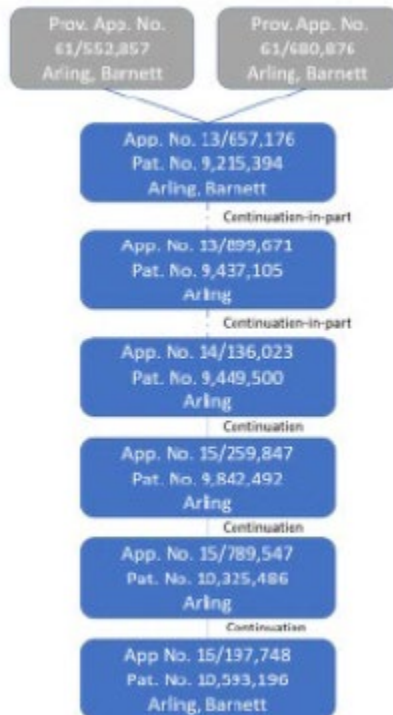 Prov. App. No.
61/552,857
Arling, Barnett
Prov. App. No.
61/680,876
Arling, Barnett
App. No. 13/657,176
Pat. No. 9,215,394
Arling, Barnett
Continuation-in-part
App. No. 13/899,671
Pat. No. 9,437,105
Arling
Continuation-in-part
App. No. 14/136,023
Pat. No. 9,449,500
Arling
Continuation
App. No. 15/259,847
Pat. No. 9,842,492
Arling
Continuation
App. No. 15/789,547
Pat. No. 10,325,486
Arling
Continuation
App No. 16/197,748
Pat. No. 10,593,196
Arling, Barnett